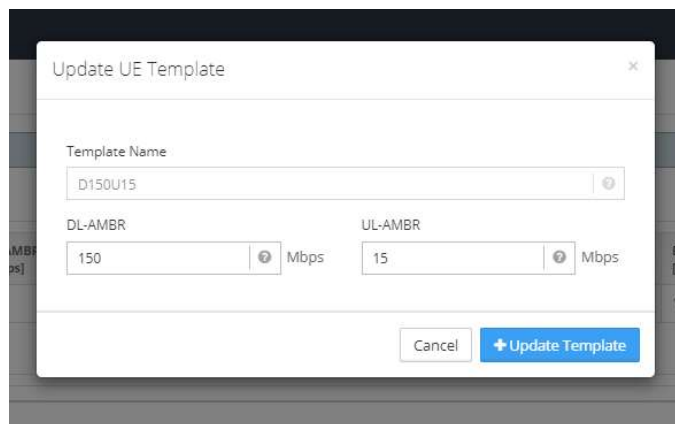 Update UE Template
×
Template Name
D150U15
DL-AMBR UL-AMBR
150 Mbps 15 Mbps
Cancel Update Template